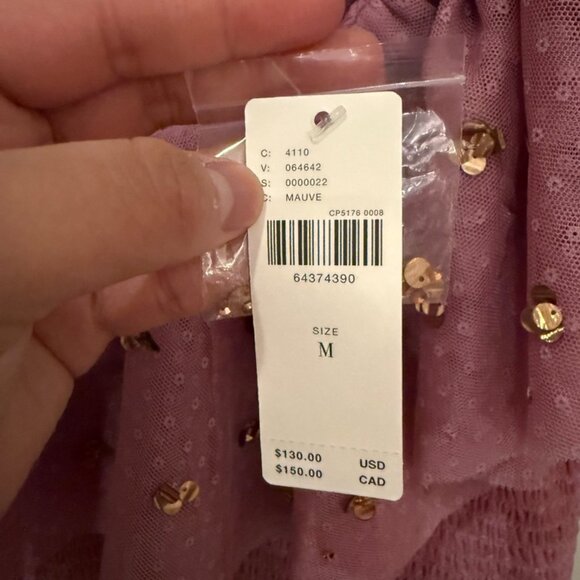 C: 4110
V: 064642
S: 0000022
C: MAUVE
CP5176 0008
64374390
SIZE
M
$130.00 USD
$150.00 CAD